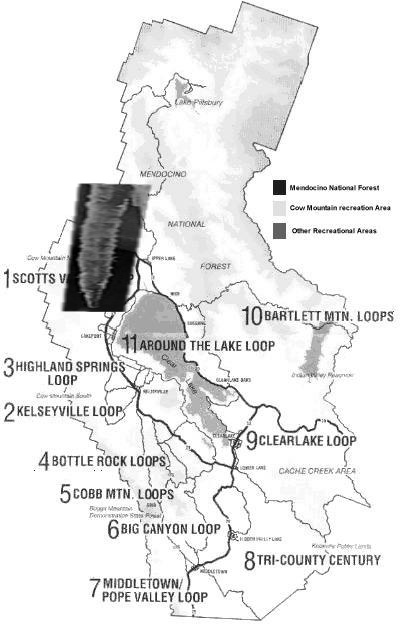 Lake Pillsbury
MENDOCINO
Mendocino National Forest
Cow Mountain recreation Area
NATIONAL
Other Recreational Areas
Cow Mountain
UPPER LAKE
FOREST
1 SCOTTS V
NICE
LUCERNE
10 BARTLETT MTN. LOOPS
LAKEPORT
11 AROUND THE LAKE LOOP
Clear
Lake
3 HIGHLAND SPRINGS
LOOP
Indian Valley Reservoir
CLEARLAKE OAKS
Cow Mountain South
KELSEYVILLE
2 KELSEYVILLE LOOP
CLEARLAKE
9 CLEARLAKE LOOP
4 BOTTLE ROCK LOOPS
LOWER LAKE
CACHE CREEK AREA
5 COBB MTN. LOOPS
COBB
Boggs Mountain
Demonstration State Forest
6 BIG CANYON LOOP
HIDDEN VALLEY LAKE
Knoxville Public Lands
8 TRI-COUNTY CENTURY
MIDDLETOWN
7 MIDDLETOWN/
POPE VALLEY LOOP